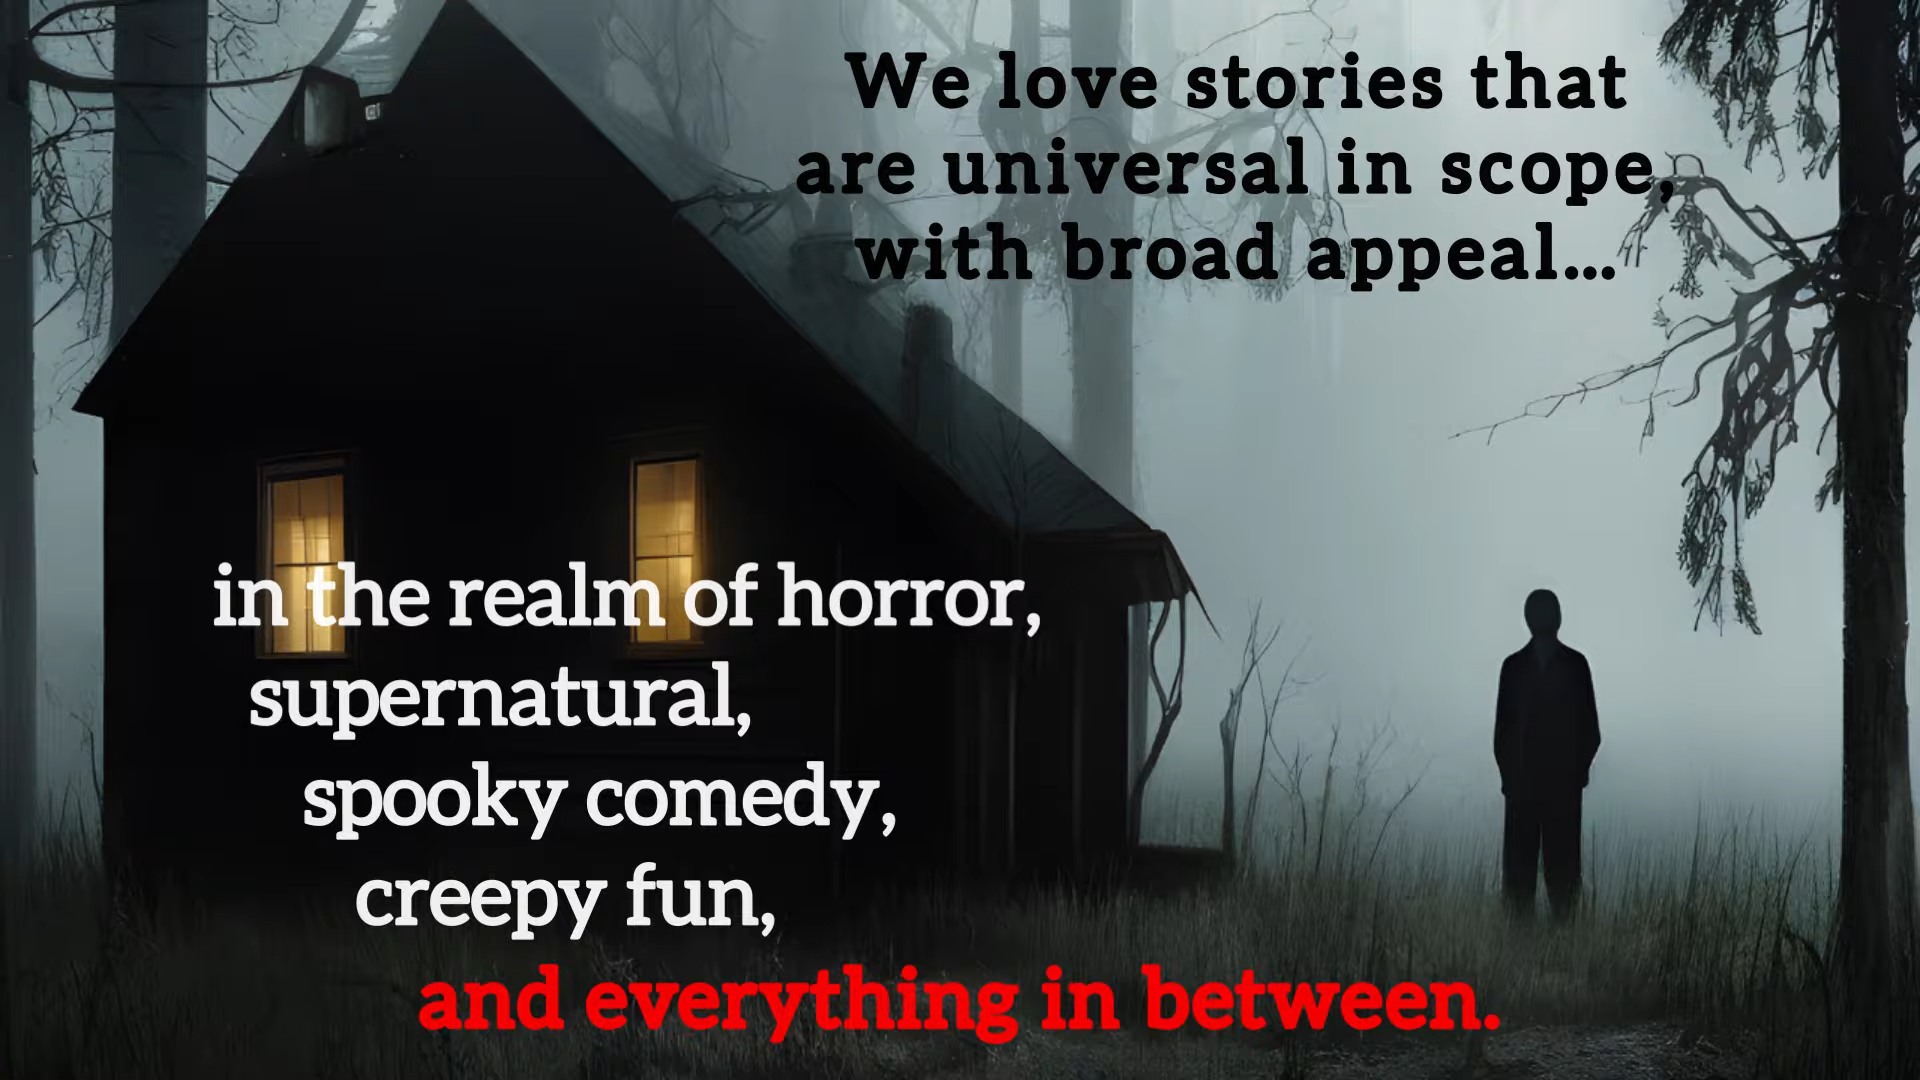 We love stories that
are universal in scope,
with broad appeal...
in the realm of horror,
supernatural,
spooky comedy,
creepy fun,
and everything in between.